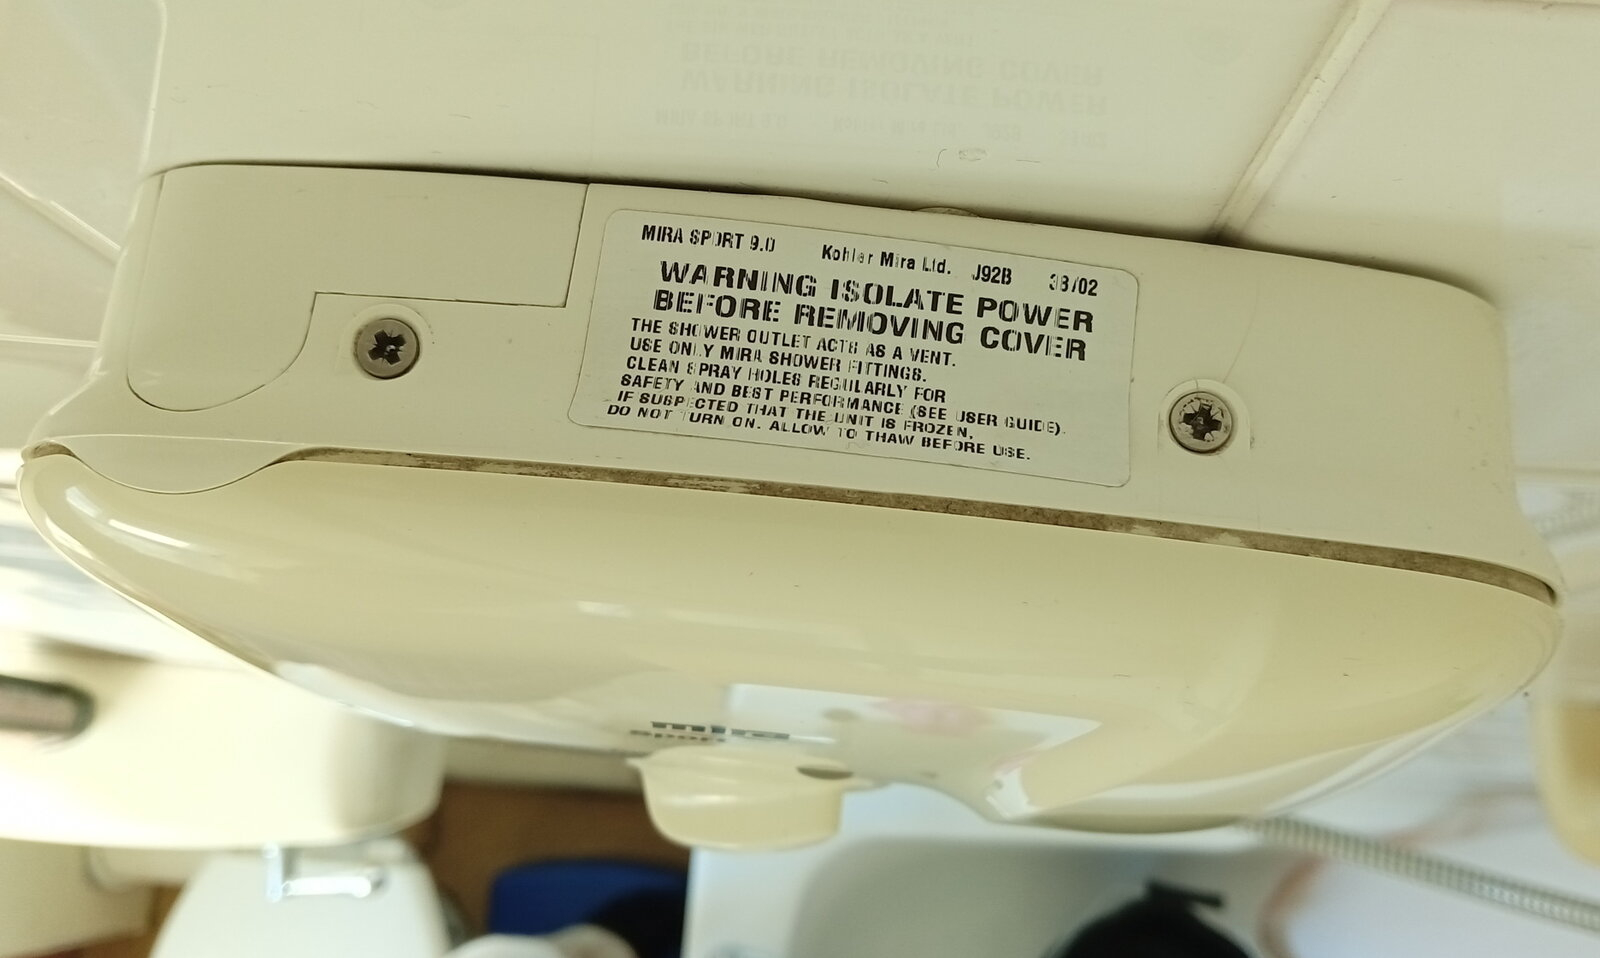 MIRA SPORT 9.0 Kohler Mira Ltd. J92B 38/02
WARNING ISOLATE POWER
BEFORE REMOVING COVER
THE SHOWER OUTLET ACTS AS A VENT.
USE ONLY MIRA SHOWER FITTINGS.
CLEAN SPRAY HOLES REGULARLY FOR
SAFETY AND BEST PERFORMANCE (SEE USER GUIDE).
IF SUSPECTED THAT THE UNIT IS FROZEN,
DO NOT TURN ON. ALLOW TO THAW BEFORE USE.
mira
sport